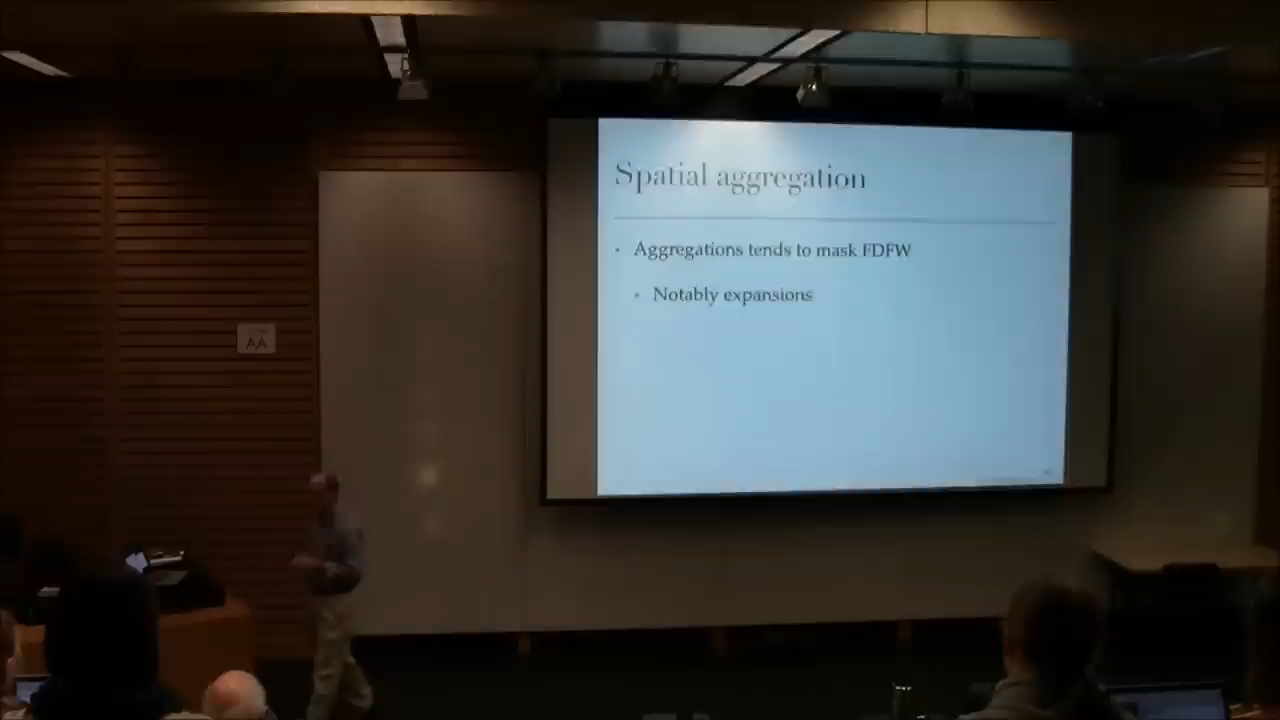 Spatial aggregation
• Aggregations tends to mask FDFW
• Notably expansions
AA